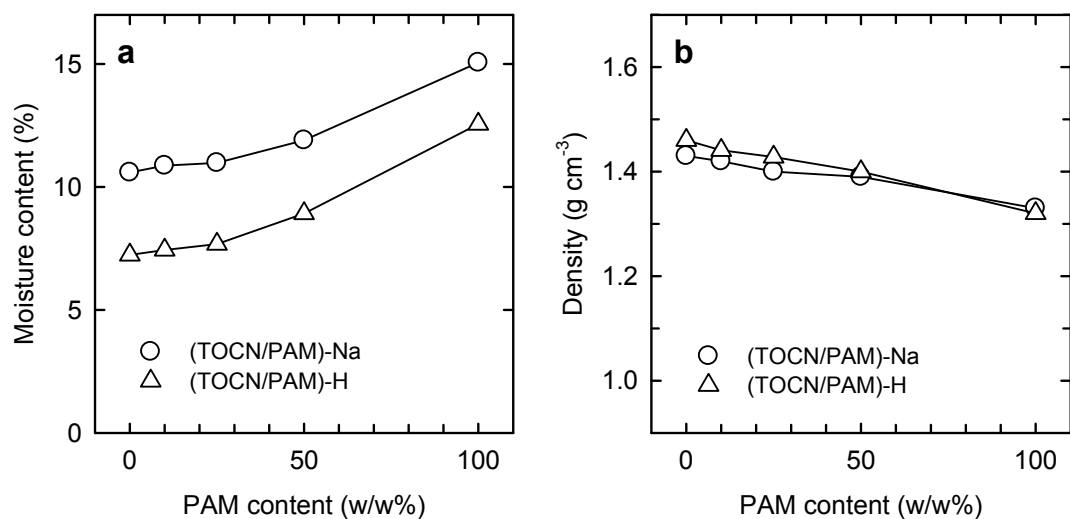 a
15
10
5
0
Moisture content (%)
(TOCN/PAM)-Na
(TOCN/PAM)-H
0
50
100
PAM content (w/w%)
b
1.6
1.4
1.2
1.0
Density (g cm⁻³)
(TOCN/PAM)-Na
(TOCN/PAM)-H
0
50
100
PAM content (w/w%)